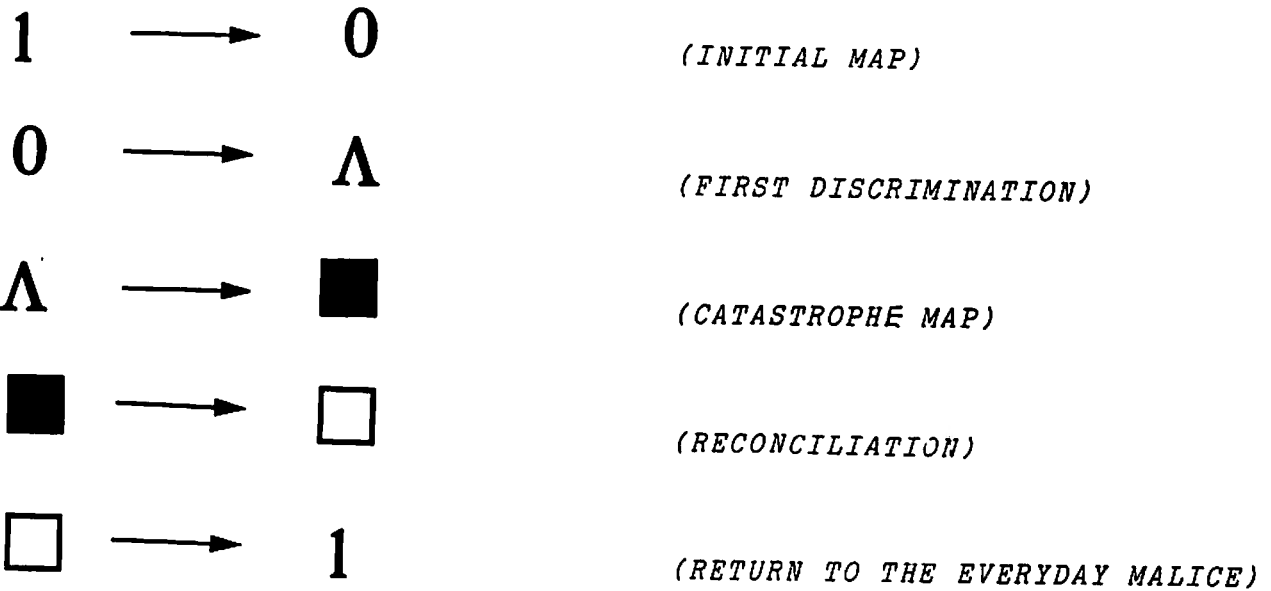 1 → 0 (INITIAL MAP)
0 → Λ (FIRST DISCRIMINATION)
Λ → ■ (CATASTROPHE MAP)
■ → □ (RECONCILIATION)
□ → 1 (RETURN TO THE EVERYDAY MALICE)